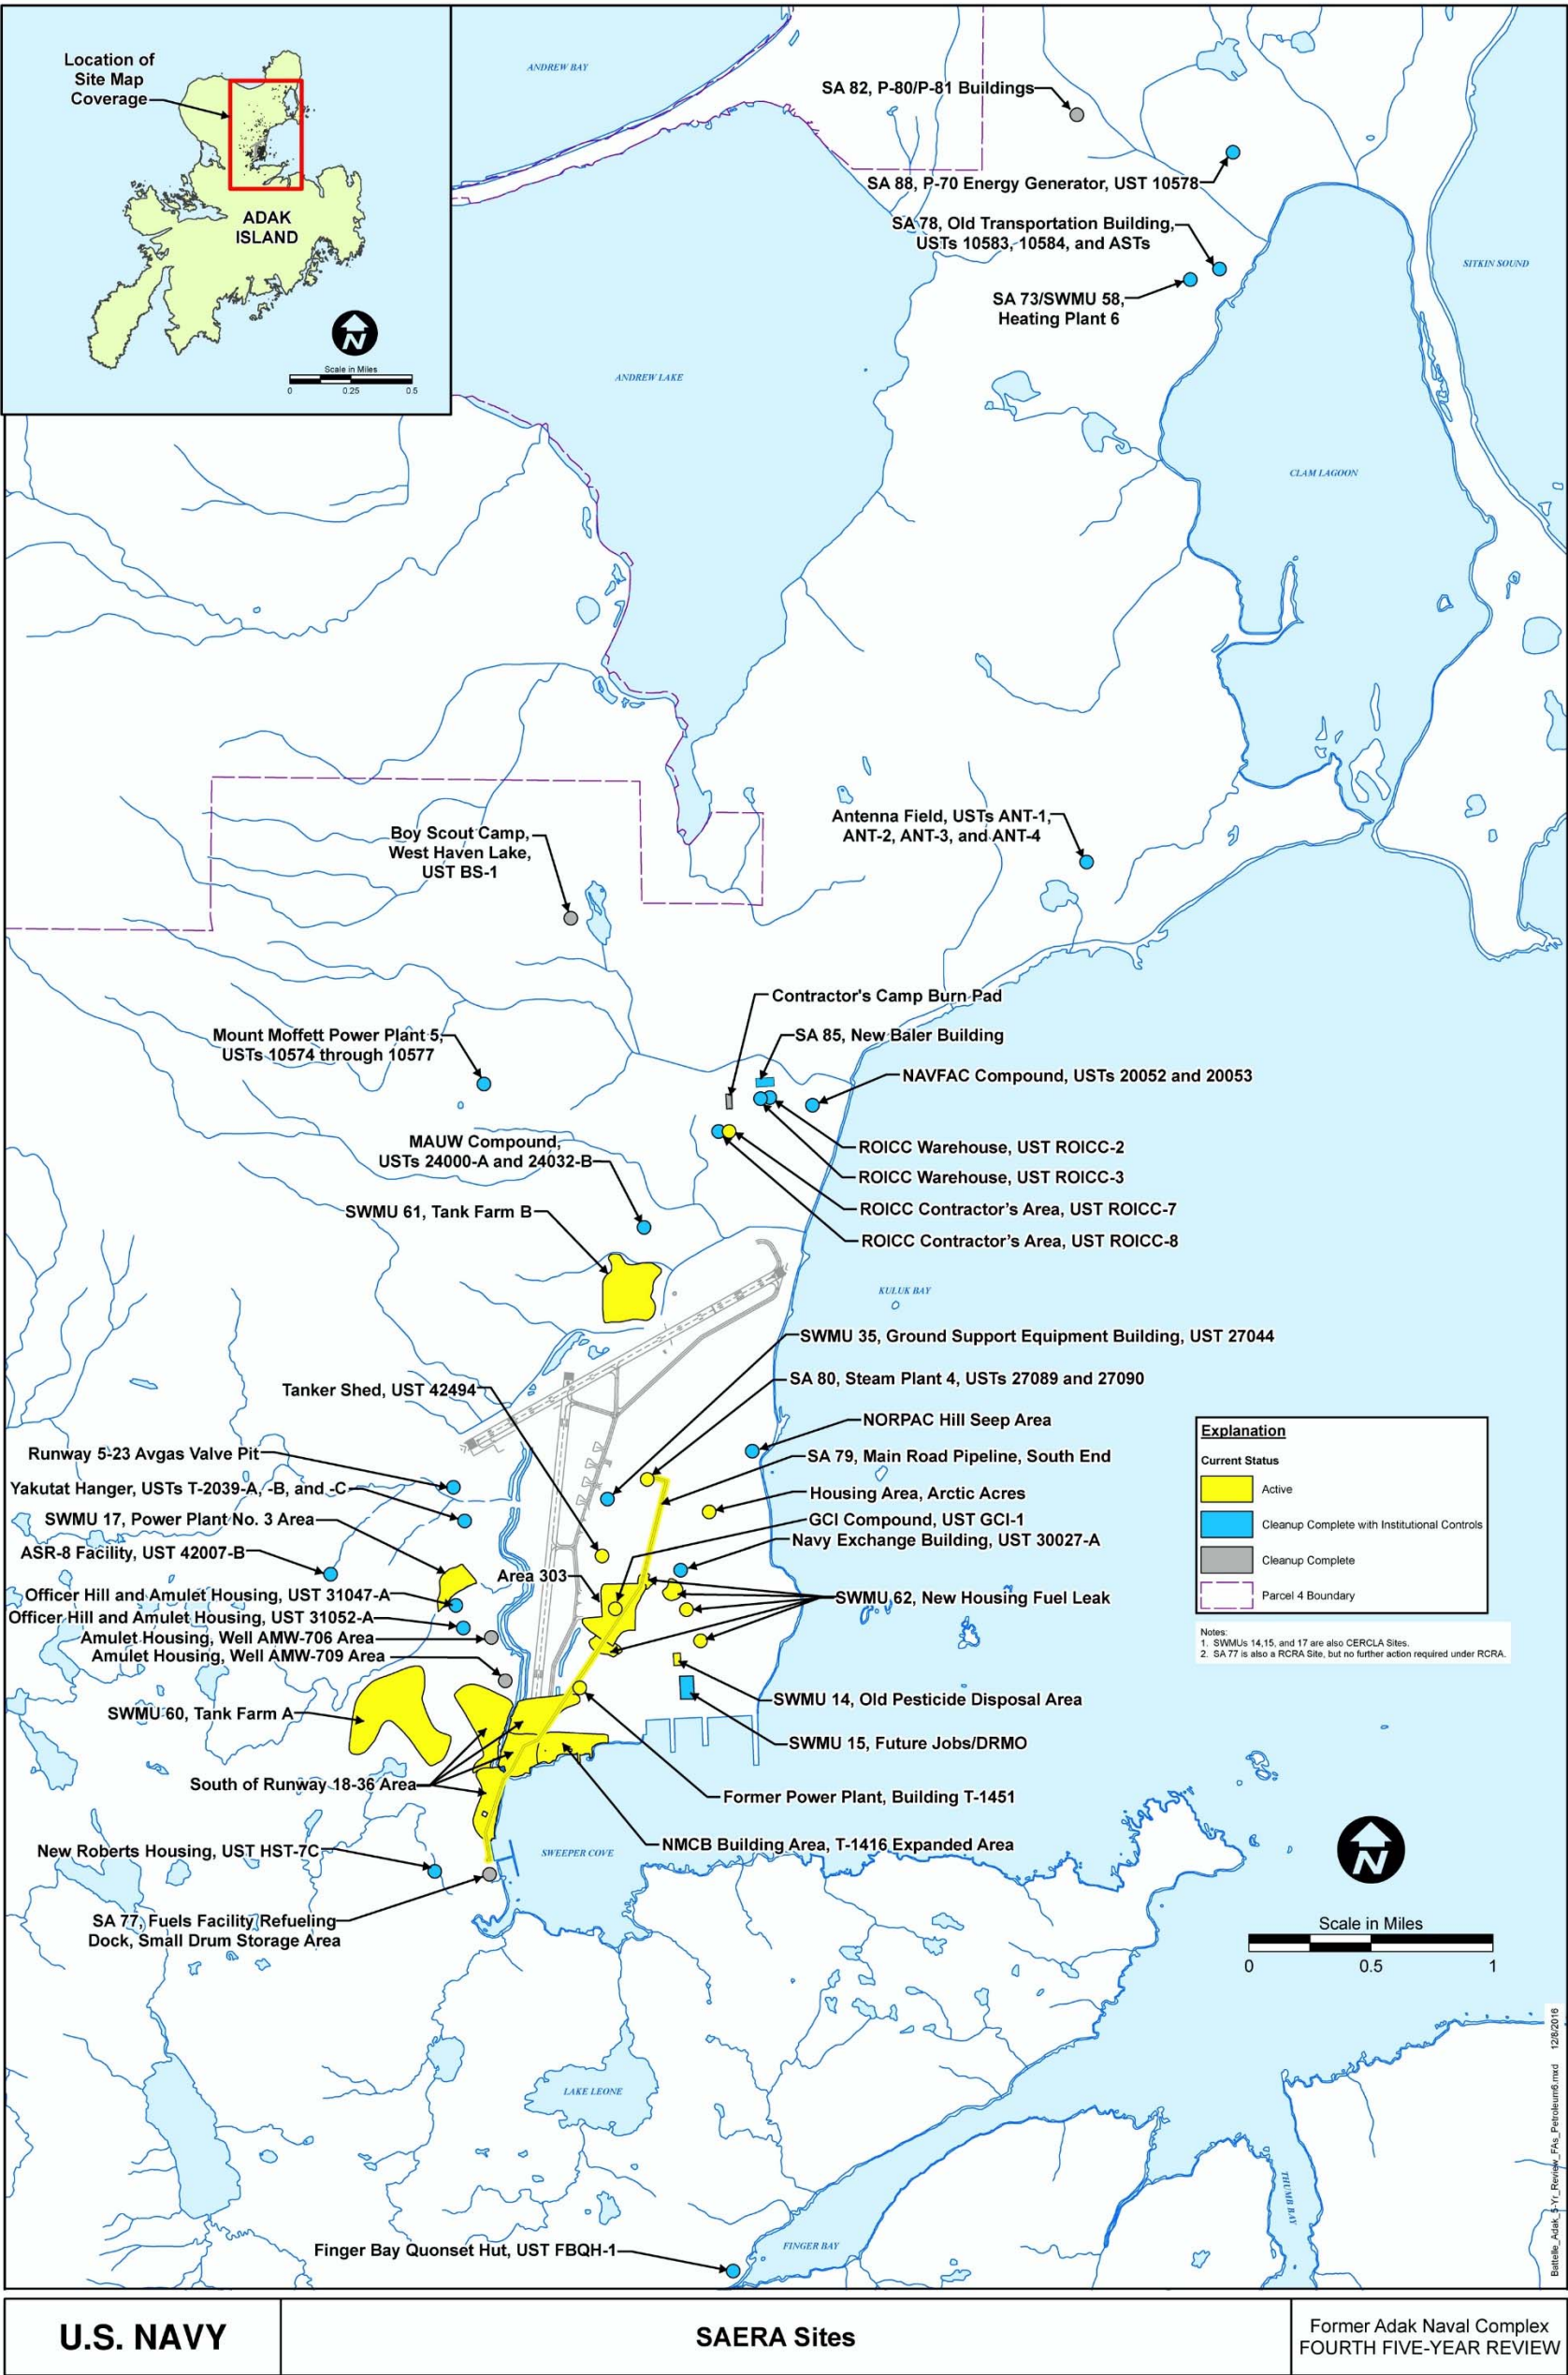 Location of
Site Map
Coverage
ADAK
ISLAND
N
Scale in Miles
0 0.25 0.5
ANDREW BAY
SA 82, P-80/P-81 Buildings
SA 88, P-70 Energy Generator, UST 10578
SA 78, Old Transportation Building,
USTs 10583, 10584, and ASTs
SITKIN SOUND
SA 73/SWMU 58,
Heating Plant 6
ANDREW LAKE
CLAM LAGOON
Antenna Field, USTs ANT-1,
ANT-2, ANT-3, and ANT-4
Boy Scout Camp,
West Haven Lake,
UST BS-1
Contractor's Camp Burn Pad
SA 85, New Baler Building
Mount Moffett Power Plant 5,
USTs 10574 through 10577
NAVFAC Compound, USTs 20052 and 20053
MAUW Compound,
USTs 24000-A and 24032-B
ROICC Warehouse, UST ROICC-2
ROICC Warehouse, UST ROICC-3
SWMU 61, Tank Farm B
ROICC Contractor's Area, UST ROICC-7
ROICC Contractor's Area, UST ROICC-8
KULUK BAY
SWMU 35, Ground Support Equipment Building, UST 27044
Tanker Shed, UST 42494
SA 80, Steam Plant 4, USTs 27089 and 27090
NORPAC Hill Seep Area
Runway 5-23 Avgas Valve Pit
SA 79, Main Road Pipeline, South End
Yakutat Hanger, USTs T-2039-A, -B, and -C
Housing Area, Arctic Acres
SWMU 17, Power Plant No. 3 Area
GCI Compound, UST GCI-1
Navy Exchange Building, UST 30027-A
ASR-8 Facility, UST 42007-B
Area 303
Officer Hill and Amulet Housing, UST 31047-A
SWMU 62, New Housing Fuel Leak
Officer Hill and Amulet Housing, UST 31052-A
Amulet Housing, Well AMW-706 Area
Amulet Housing, Well AMW-709 Area
SWMU 14, Old Pesticide Disposal Area
SWMU 60, Tank Farm A
SWMU 15, Future Jobs/DRMO
South of Runway 18-36 Area
Former Power Plant, Building T-1451
NMCB Building Area, T-1416 Expanded Area
New Roberts Housing, UST HST-7C
SWEEPER COVE
SA 77, Fuels Facility Refueling
Dock, Small Drum Storage Area
Explanation
Current Status
Active
Cleanup Complete with Institutional Controls
Cleanup Complete
Parcel 4 Boundary
Notes:
1. SWMUs 14,15, and 17 are also CERCLA Sites.
2. SA 77 is also a RCRA Site, but no further action required under RCRA.
N
Scale in Miles
0 0.5 1
LAKE LEONE
THUMB BAY
FINGER BAY
Finger Bay Quonset Hut, UST FBQH-1
Battelle_Adak_5-Yr_Review_FAs_Petroleum6.mxd 12/8/2016
U.S. NAVY
SAERA Sites
Former Adak Naval Complex
FOURTH FIVE-YEAR REVIEW